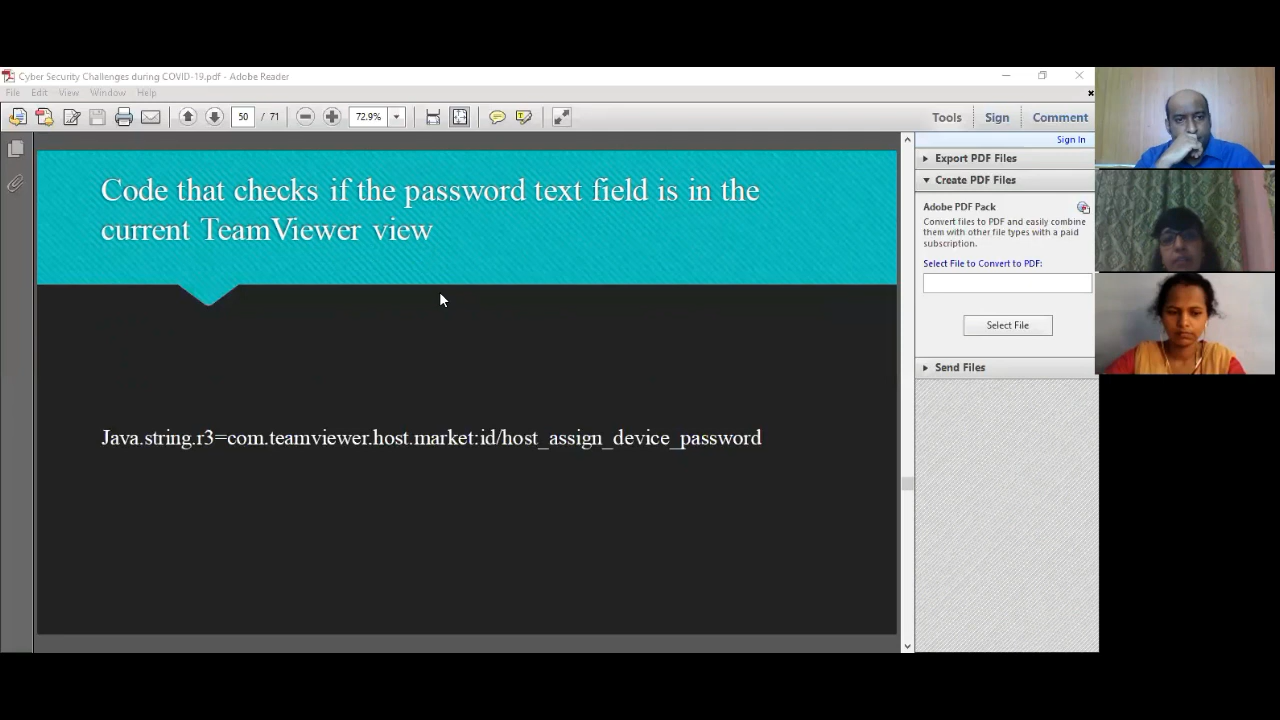 Cyber Security Challenges during COVID-19.pdf - Adobe Reader
File Edit View Window Help
50 / 71 72.9% Tools Sign Comment
Sign In
Export PDF Files
Create PDF Files
Adobe PDF Pack
Convert files to PDF and easily combine
them with other file types with a paid
subscription.
Select File to Convert to PDF:
Select File
Send Files
Code that checks if the password text field is in the
current TeamViewer view
Java.string.r3=com.teamviewer.host.market:id/host_assign_device_password